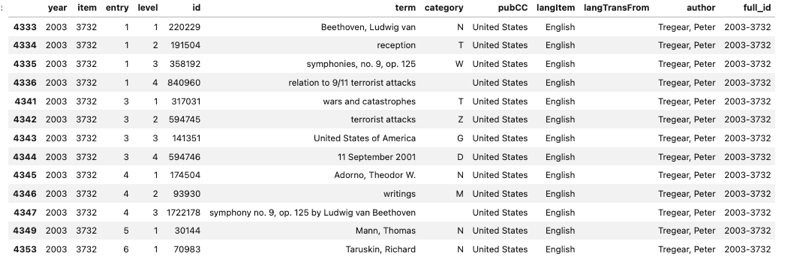 :
year item entry level id term category pubCC langItem langTransFrom author full_id
4333 2003 3732 1 1 220229 Beethoven, Ludwig van N United States English Tregear, Peter 2003-3732
4334 2003 3732 1 2 191504 reception T United States English Tregear, Peter 2003-3732
4335 2003 3732 1 3 358192 symphonies, no. 9, op. 125 W United States English Tregear, Peter 2003-3732
4336 2003 3732 1 4 840960 relation to 9/11 terrorist attacks United States English Tregear, Peter 2003-3732
4341 2003 3732 3 1 317031 wars and catastrophes T United States English Tregear, Peter 2003-3732
4342 2003 3732 3 2 594745 terrorist attacks Z United States English Tregear, Peter 2003-3732
4343 2003 3732 3 3 141351 United States of America G United States English Tregear, Peter 2003-3732
4344 2003 3732 3 4 594746 11 September 2001 D United States English Tregear, Peter 2003-3732
4345 2003 3732 4 1 174504 Adorno, Theodor W. N United States English Tregear, Peter 2003-3732
4346 2003 3732 4 2 93930 writings M United States English Tregear, Peter 2003-3732
4347 2003 3732 4 3 1722178 symphony no. 9, op. 125 by Ludwig van Beethoven United States English Tregear, Peter 2003-3732
4349 2003 3732 5 1 30144 Mann, Thomas N United States English Tregear, Peter 2003-3732
4353 2003 3732 6 1 70983 Taruskin, Richard N United States English Tregear, Peter 2003-3732